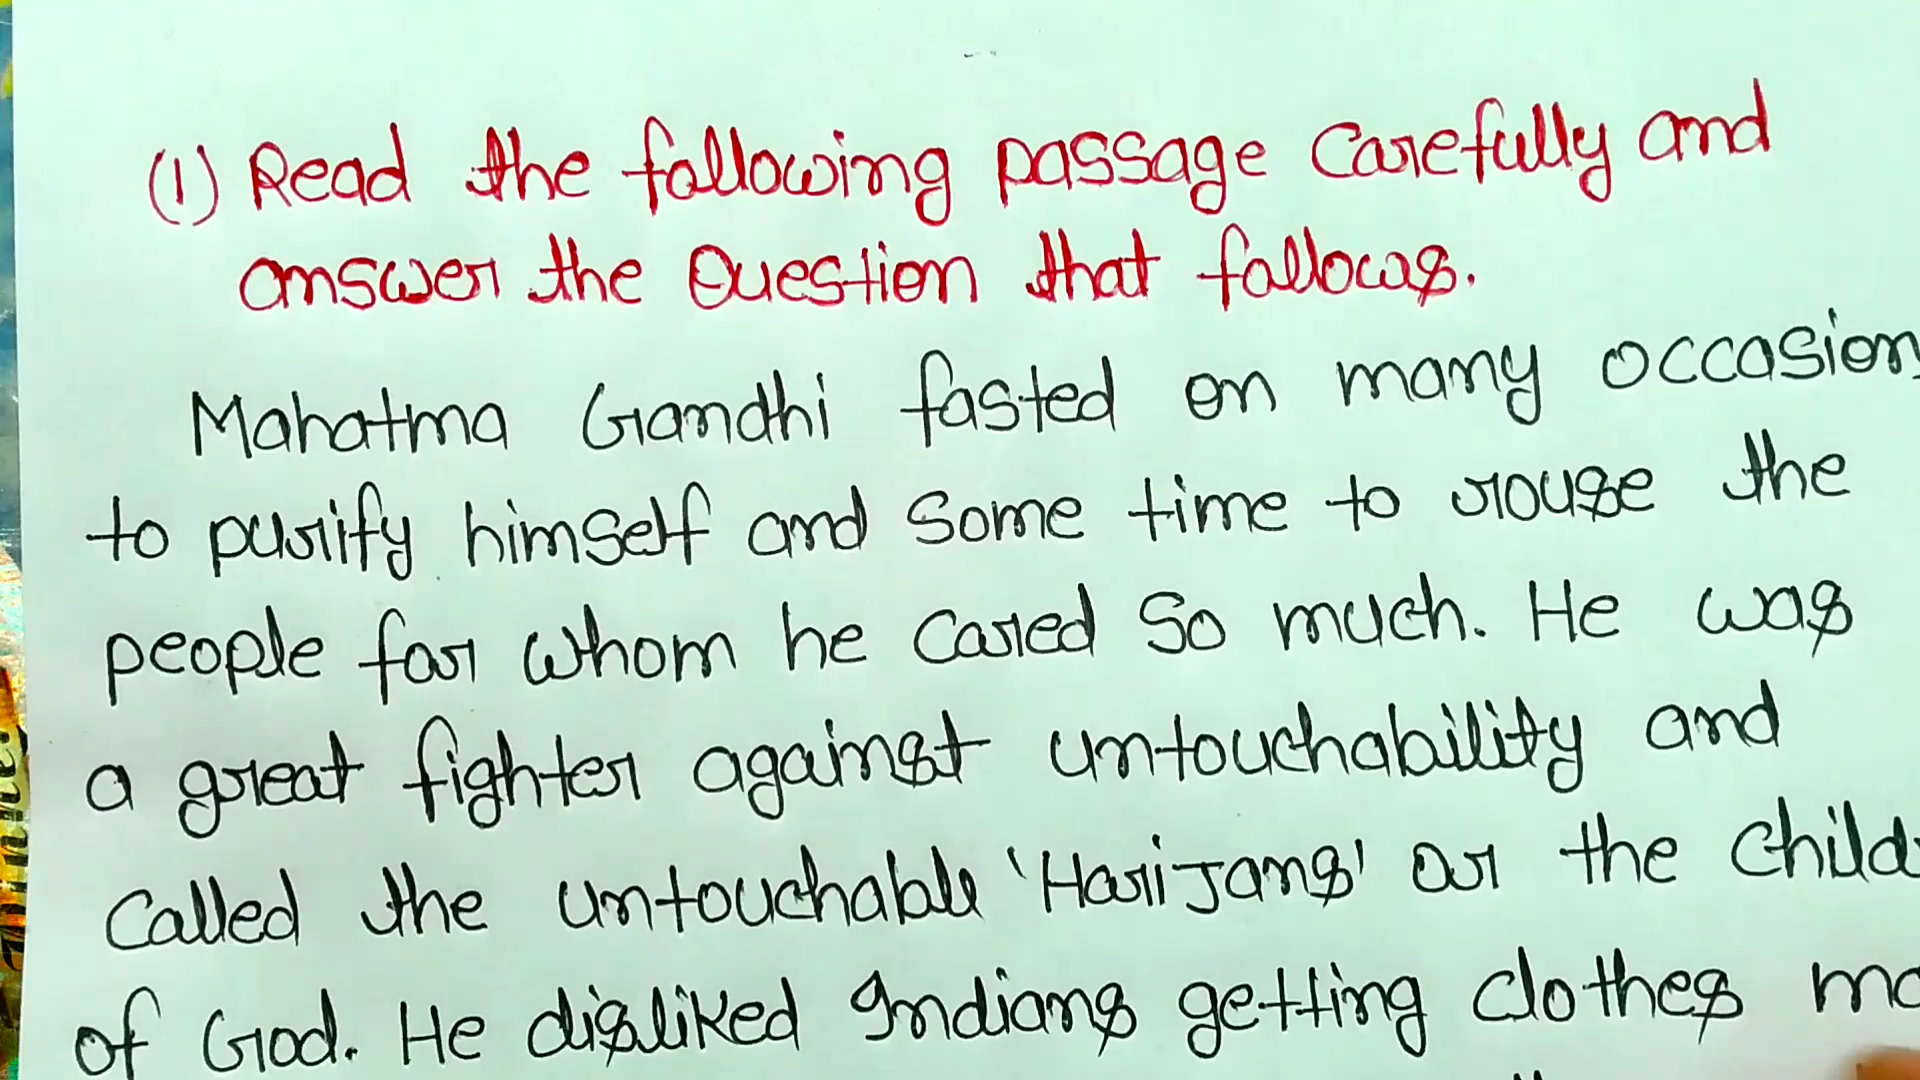 (1) Read the following passage Carefully and
answer the Question that follows.
Mahatma Gandhi fasted on many occasion
to purify himself and some time to rouse the
people for whom he cared so much. He was
a great fighter against untouchability and
called the untouchable 'Harijans' or the child
of God. He disliked Indians getting clothes